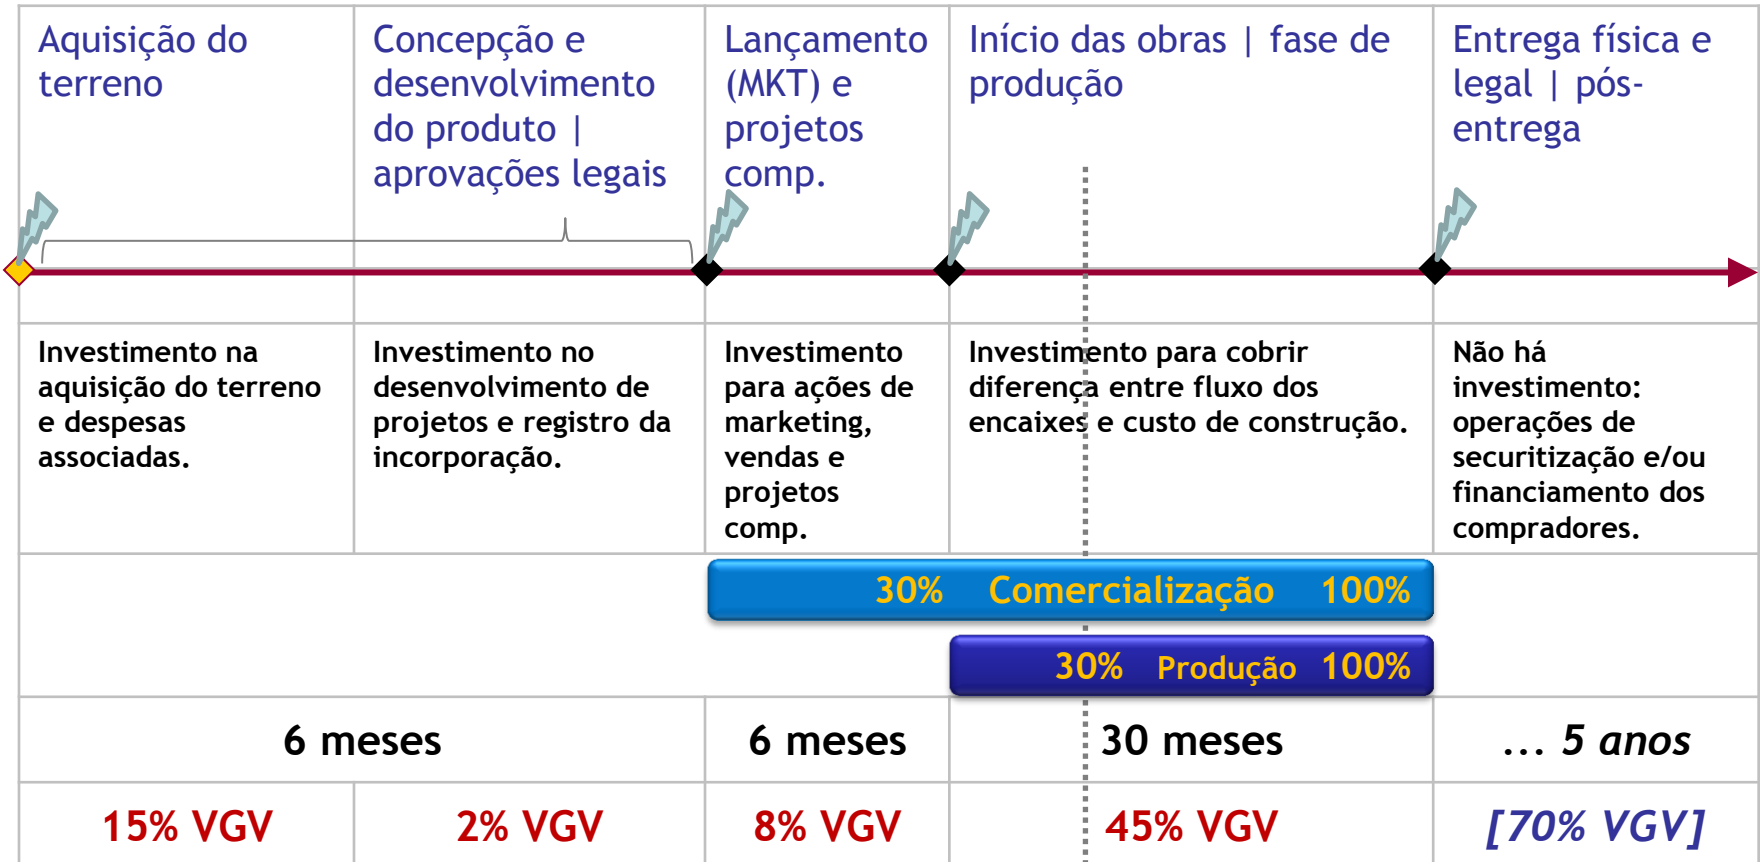 Aquisição do
terreno
Concepção e
desenvolvimento
do produto |
aprovações legais
Lançamento
(MKT) e
projetos
comp.
Início das obras | fase de
produção
Entrega física e
legal | pós-
entrega
Investimento na
aquisição do terreno
e despesas
associadas.
Investimento no
desenvolvimento de
projetos e registro da
incorporação.
Investimento
para ações de
marketing,
vendas e
projetos
comp.
Investimento para cobrir
diferença entre fluxo dos
encaixes e custo de construção.
Não há
investimento:
operações de
securitização e/ou
financiamento dos
compradores.
30% Comercialização 100%
30% Produção 100%
6 meses
6 meses
30 meses
... 5 anos
15% VGV
2% VGV
8% VGV
45% VGV
[70% VGV]